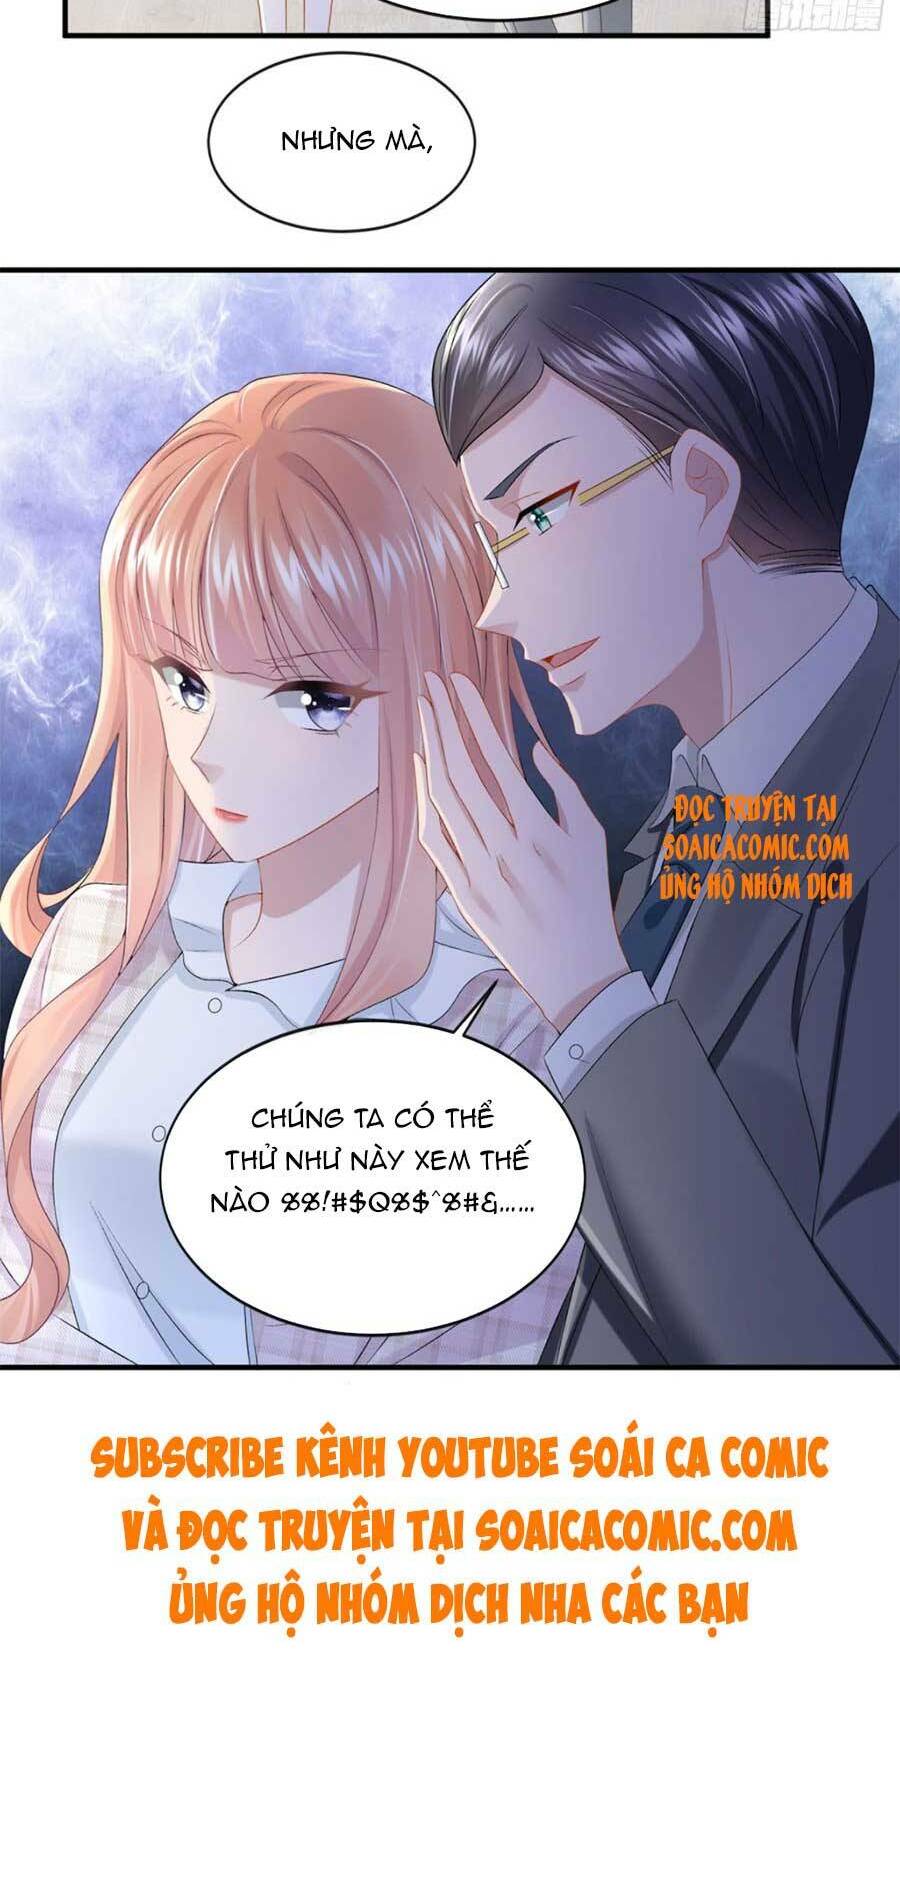 NHƯNG MÀ,
ĐỌC TRUYỆN TẠI
SOAICACOMIC.COM
ỦNG HỘ NHÓM DỊCH
CHÚNG TA CÓ THỂ
THỬ NHƯ NÀY XEM THẾ
NÀO %%!#$Q%$^%#&......
SUBSCRIBE KÊNH YOUTUBE SOÁI CA COMIC
VÀ ĐỌC TRUYỆN TẠI SOAICACOMIC.COM
ỦNG HỘ NHÓM DỊCH NHA CÁC BẠN